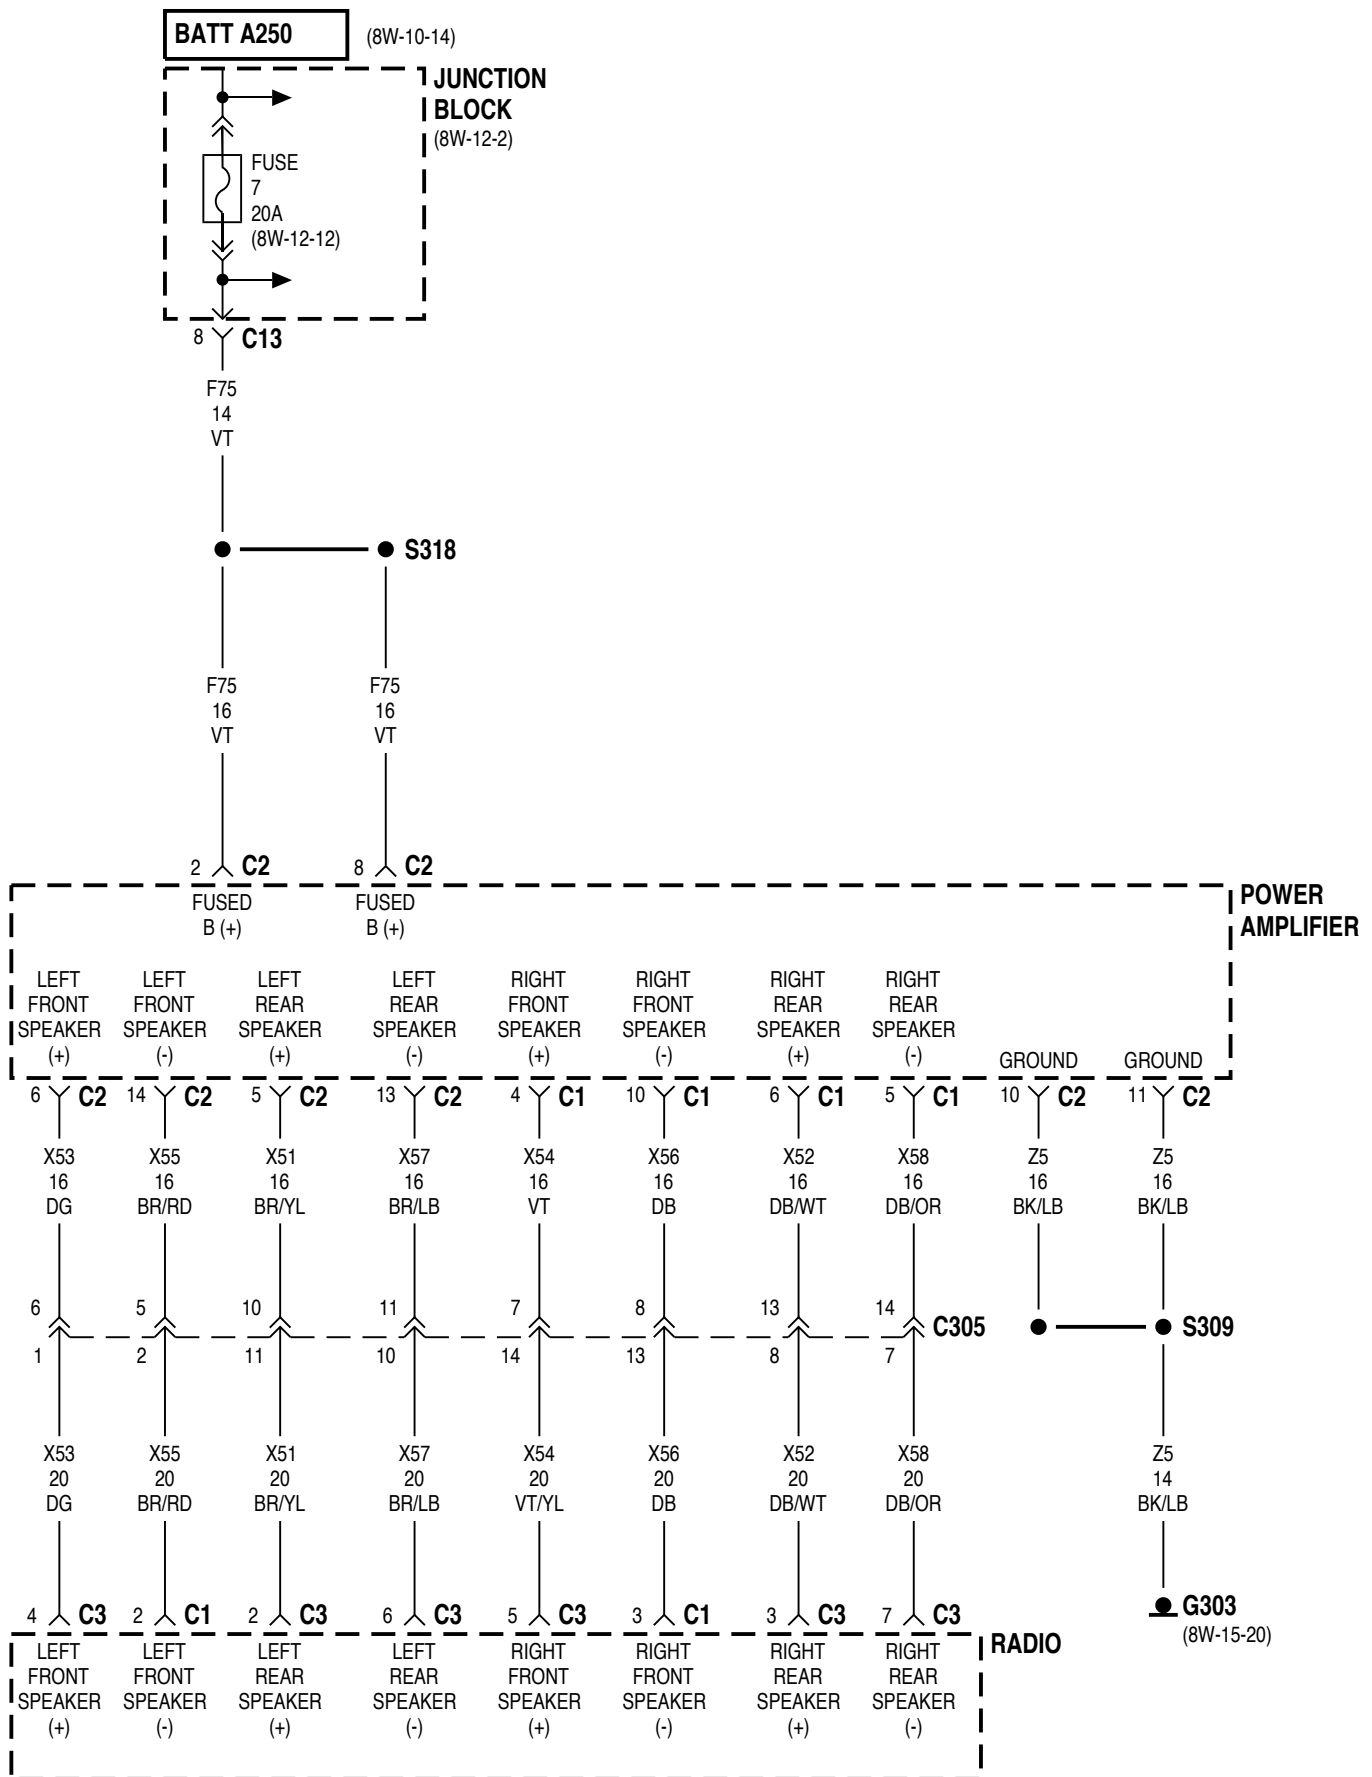 BATT A250 (8W-10-14)
JUNCTION
BLOCK
(8W-12-2)
FUSE
7
20A
(8W-12-12)
8 C13
F75
14
VT
S318
F75 F75
16 16
VT VT
2 C2 8 C2
POWER
AMPLIFIER
FUSED FUSED
B (+) B (+)
LEFT LEFT LEFT LEFT RIGHT RIGHT RIGHT RIGHT
FRONT FRONT REAR REAR FRONT FRONT REAR REAR
SPEAKER SPEAKER SPEAKER SPEAKER SPEAKER SPEAKER SPEAKER SPEAKER
(+) (-) (+) (-) (+) (-) (+) (-) GROUND GROUND
6 C2 14 C2 5 C2 13 C2 4 C1 10 C1 6 C1 5 C1 10 C2 11 C2
X53 X55 X51 X57 X54 X56 X52 X58 Z5 Z5
16 16 16 16 16 16 16 16 16 16
DG BR/RD BR/YL BR/LB VT DB DB/WT DB/OR BK/LB BK/LB
6 5 10 11 7 8 13 14
C305 S309
1 2 11 10 14 13 8 7
X53 X55 X51 X57 X54 X56 X52 X58 Z5
20 20 20 20 20 20 20 20 14
DG BR/RD BR/YL BR/LB VT/YL DB DB/WT DB/OR BK/LB
4 C3 2 C1 2 C3 6 C3 5 C3 3 C1 3 C3 7 C3 G303
(8W-15-20)
RADIO
LEFT LEFT LEFT LEFT RIGHT RIGHT RIGHT RIGHT
FRONT FRONT REAR REAR FRONT FRONT REAR REAR
SPEAKER SPEAKER SPEAKER SPEAKER SPEAKER SPEAKER SPEAKER SPEAKER
(+) (-) (+) (-) (+) (-) (+) (-)